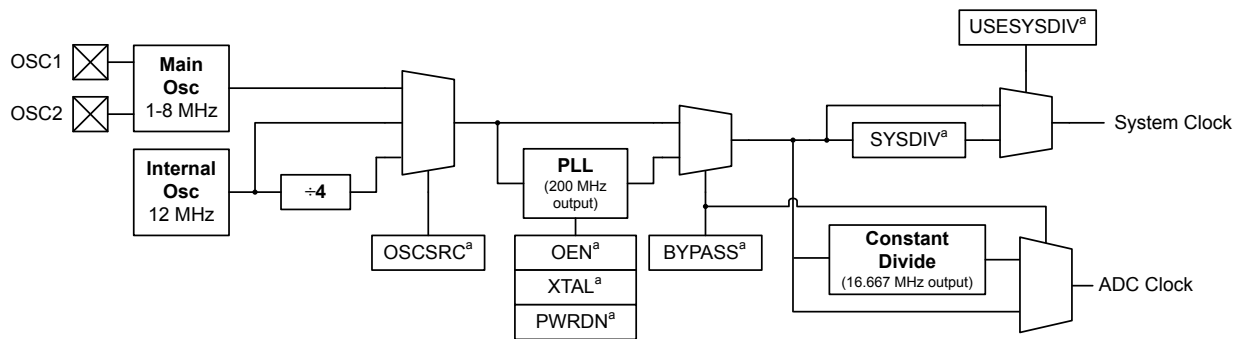 USESYSDIVᵃ
OSC1
Main
Osc
1-8 MHz
OSC2
System Clock
SYSDIVᵃ
Internal
Osc
12 MHz
÷4
PLL
(200 MHz
output)
OSCSRCᵃ
OENᵃ
XTALᵃ
PWRDNᵃ
BYPASSᵃ
Constant
Divide
(16.667 MHz output)
ADC Clock